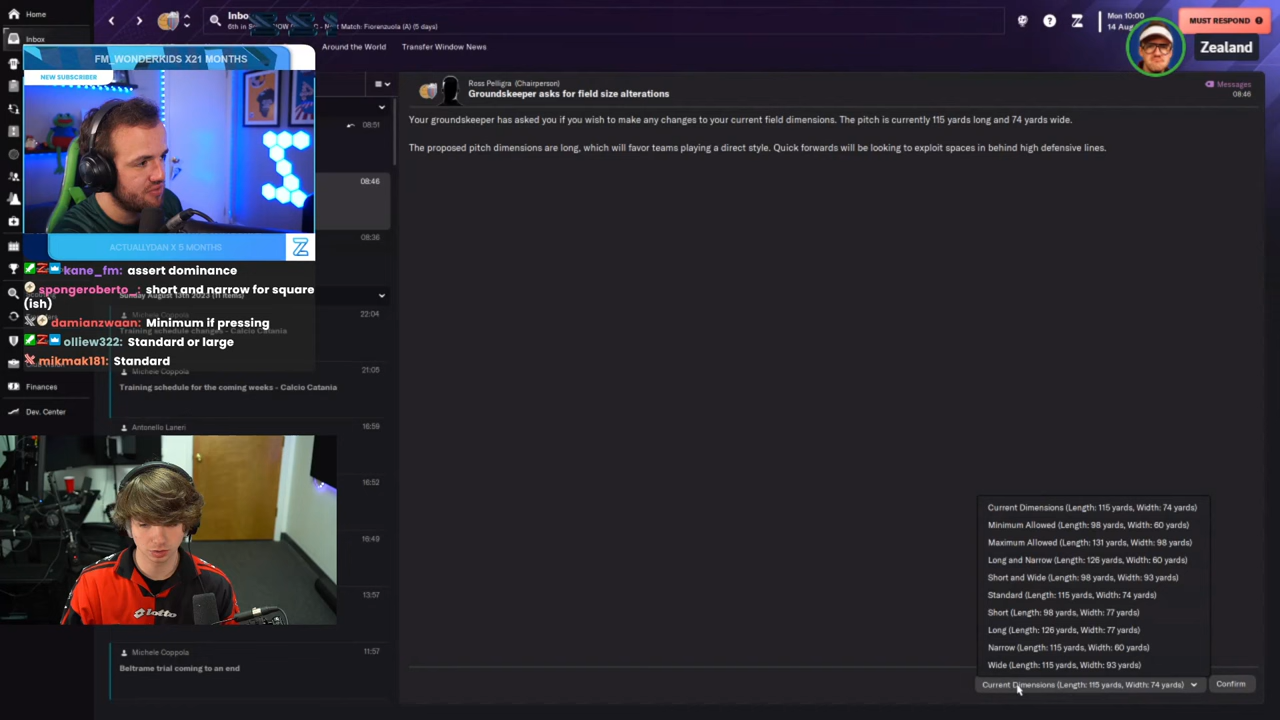 Home
Inbox
6th in
Next Match: Fiorenzuola (A) (5 days)
Mon 10:00
14 Aug
MUST RESPOND
Around the World
Transfer Window News
Zealand
FM_WONDERKIDS X21 MONTHS
NEW SUBSCRIBER
ACTUALLYDAN X 5 MONTHS
kane_fm: assert dominance
spongeroberto_: short and narrow for square
(ish)
damianzwaan: Minimum if pressing
olliew322: Standard or large
mikmak181: Standard
Finances
Dev. Center
08:51
08:46
08:36
Sunday August 13th 2023 (11 items)
22:04
Michele Coppola
Training schedule changes - Calcio Catania
21:05
Michele Coppola
Training schedule for the coming weeks - Calcio Catania
Antonello Laneri
16:59
16:52
16:49
13:57
Michele Coppola
11:57
Beltrame trial coming to an end
Ross Pelligra (Chairperson)
Groundskeeper asks for field size alterations
Messages
08:46
Your groundskeeper has asked you if you wish to make any changes to your current field dimensions. The pitch is currently 115 yards long and 74 yards wide.
The proposed pitch dimensions are long, which will favor teams playing a direct style. Quick forwards will be looking to exploit spaces in behind high defensive lines.
Current Dimensions (Length: 115 yards, Width: 74 yards)
Minimum Allowed (Length: 98 yards, Width: 60 yards)
Maximum Allowed (Length: 131 yards, Width: 98 yards)
Long and Narrow (Length: 126 yards, Width: 60 yards)
Short and Wide (Length: 98 yards, Width: 93 yards)
Standard (Length: 115 yards, Width: 74 yards)
Short (Length: 98 yards, Width: 77 yards)
Long (Length: 126 yards, Width: 77 yards)
Narrow (Length: 115 yards, Width: 60 yards)
Wide (Length: 115 yards, Width: 93 yards)
Current Dimensions (Length: 115 yards, Width: 74 yards)
Confirm
lotto